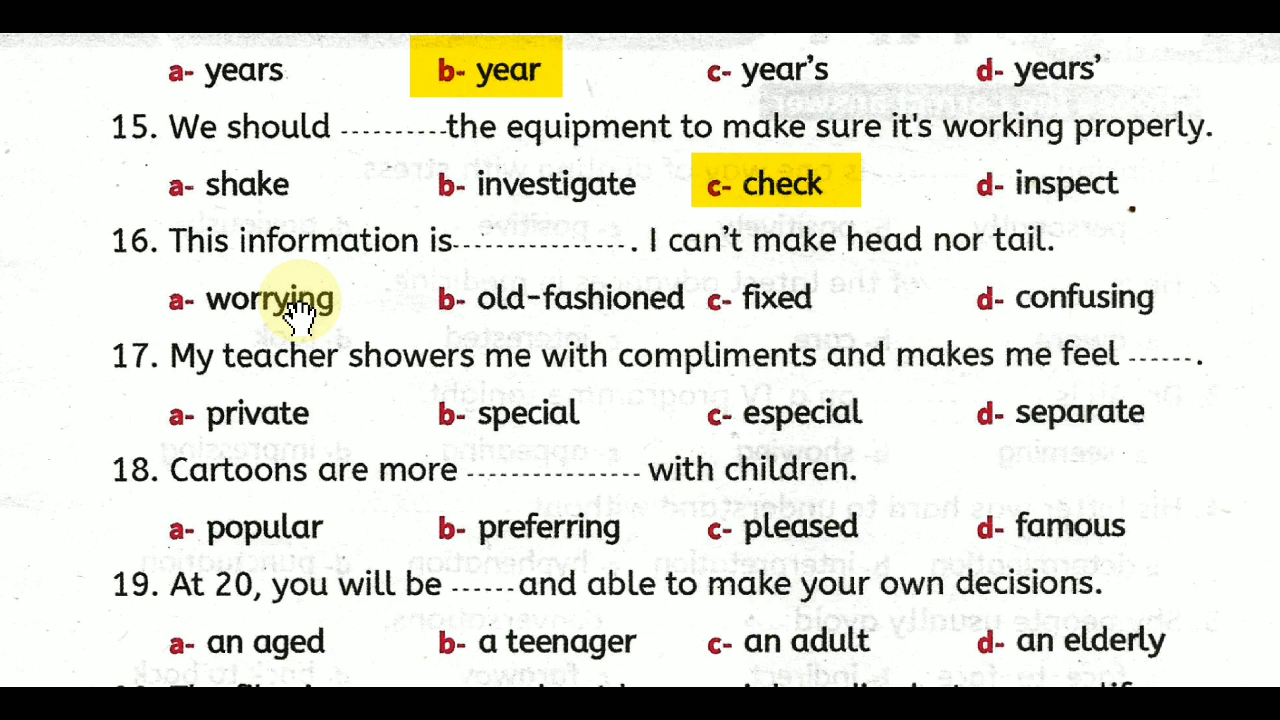 a- years b- year c- year's d- years'
15. We should ----------the equipment to make sure it's working properly.
a- shake b- investigate c- check d- inspect
16. This information is----------------. I can't make head nor tail.
a- worrying b- old-fashioned c- fixed d- confusing
17. My teacher showers me with compliments and makes me feel ------.
a- private b- special c- especial d- separate
18. Cartoons are more ---------------- with children.
a- popular b- preferring c- pleased d- famous
19. At 20, you will be ------and able to make your own decisions.
a- an aged b- a teenager c- an adult d- an elderly